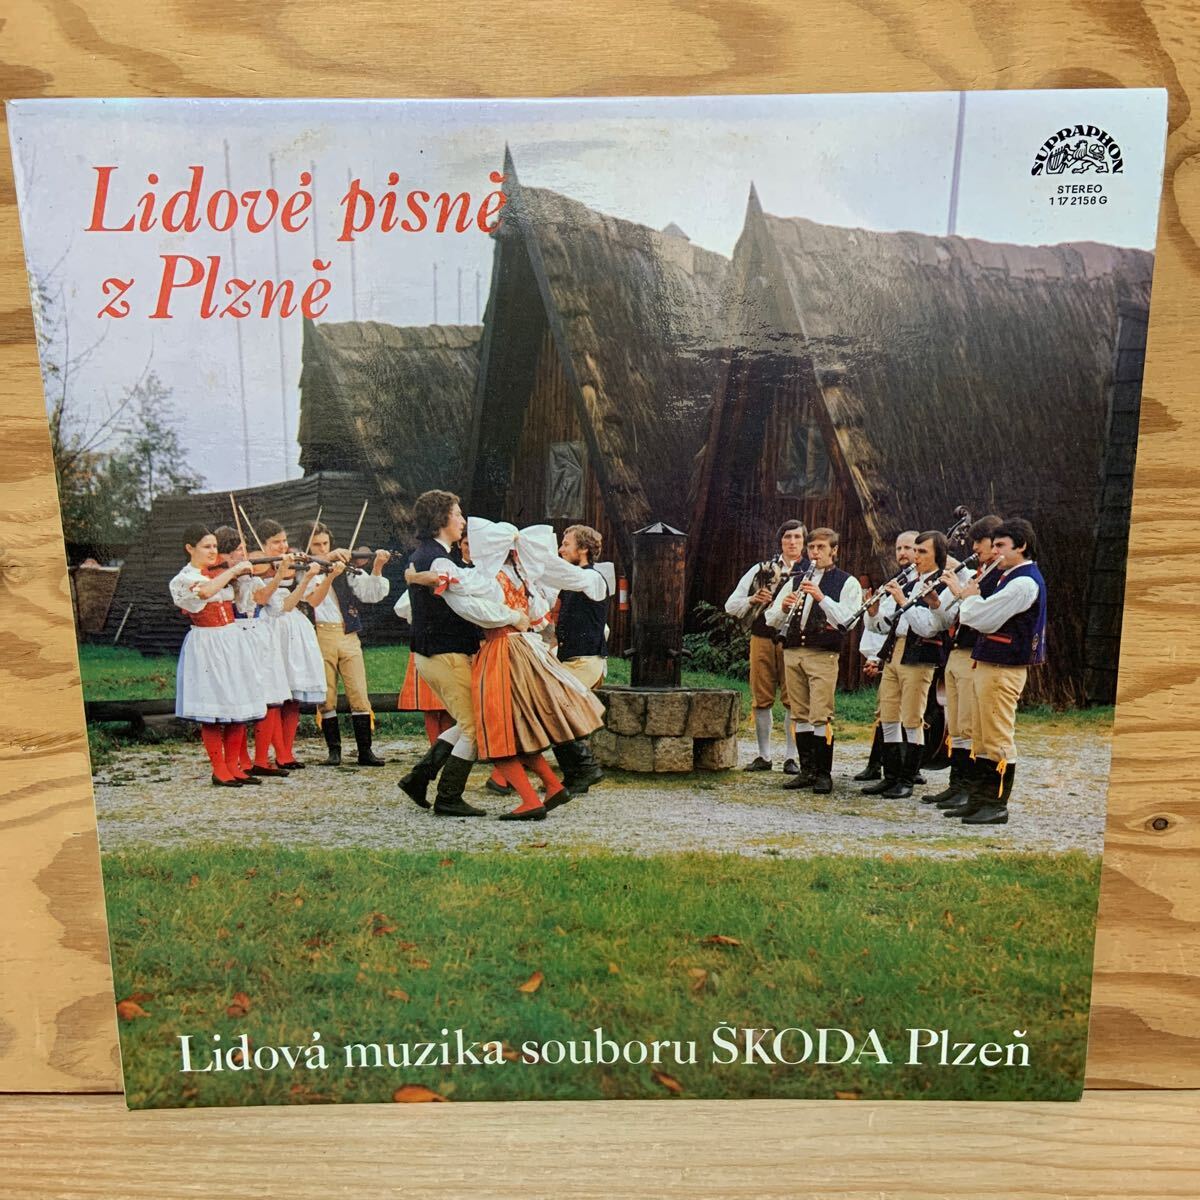 Lidové písně
z Plzně
SUPRAPHON
STEREO
1 17 2156 G
Lidová muzika souboru ŠKODA Plzeň